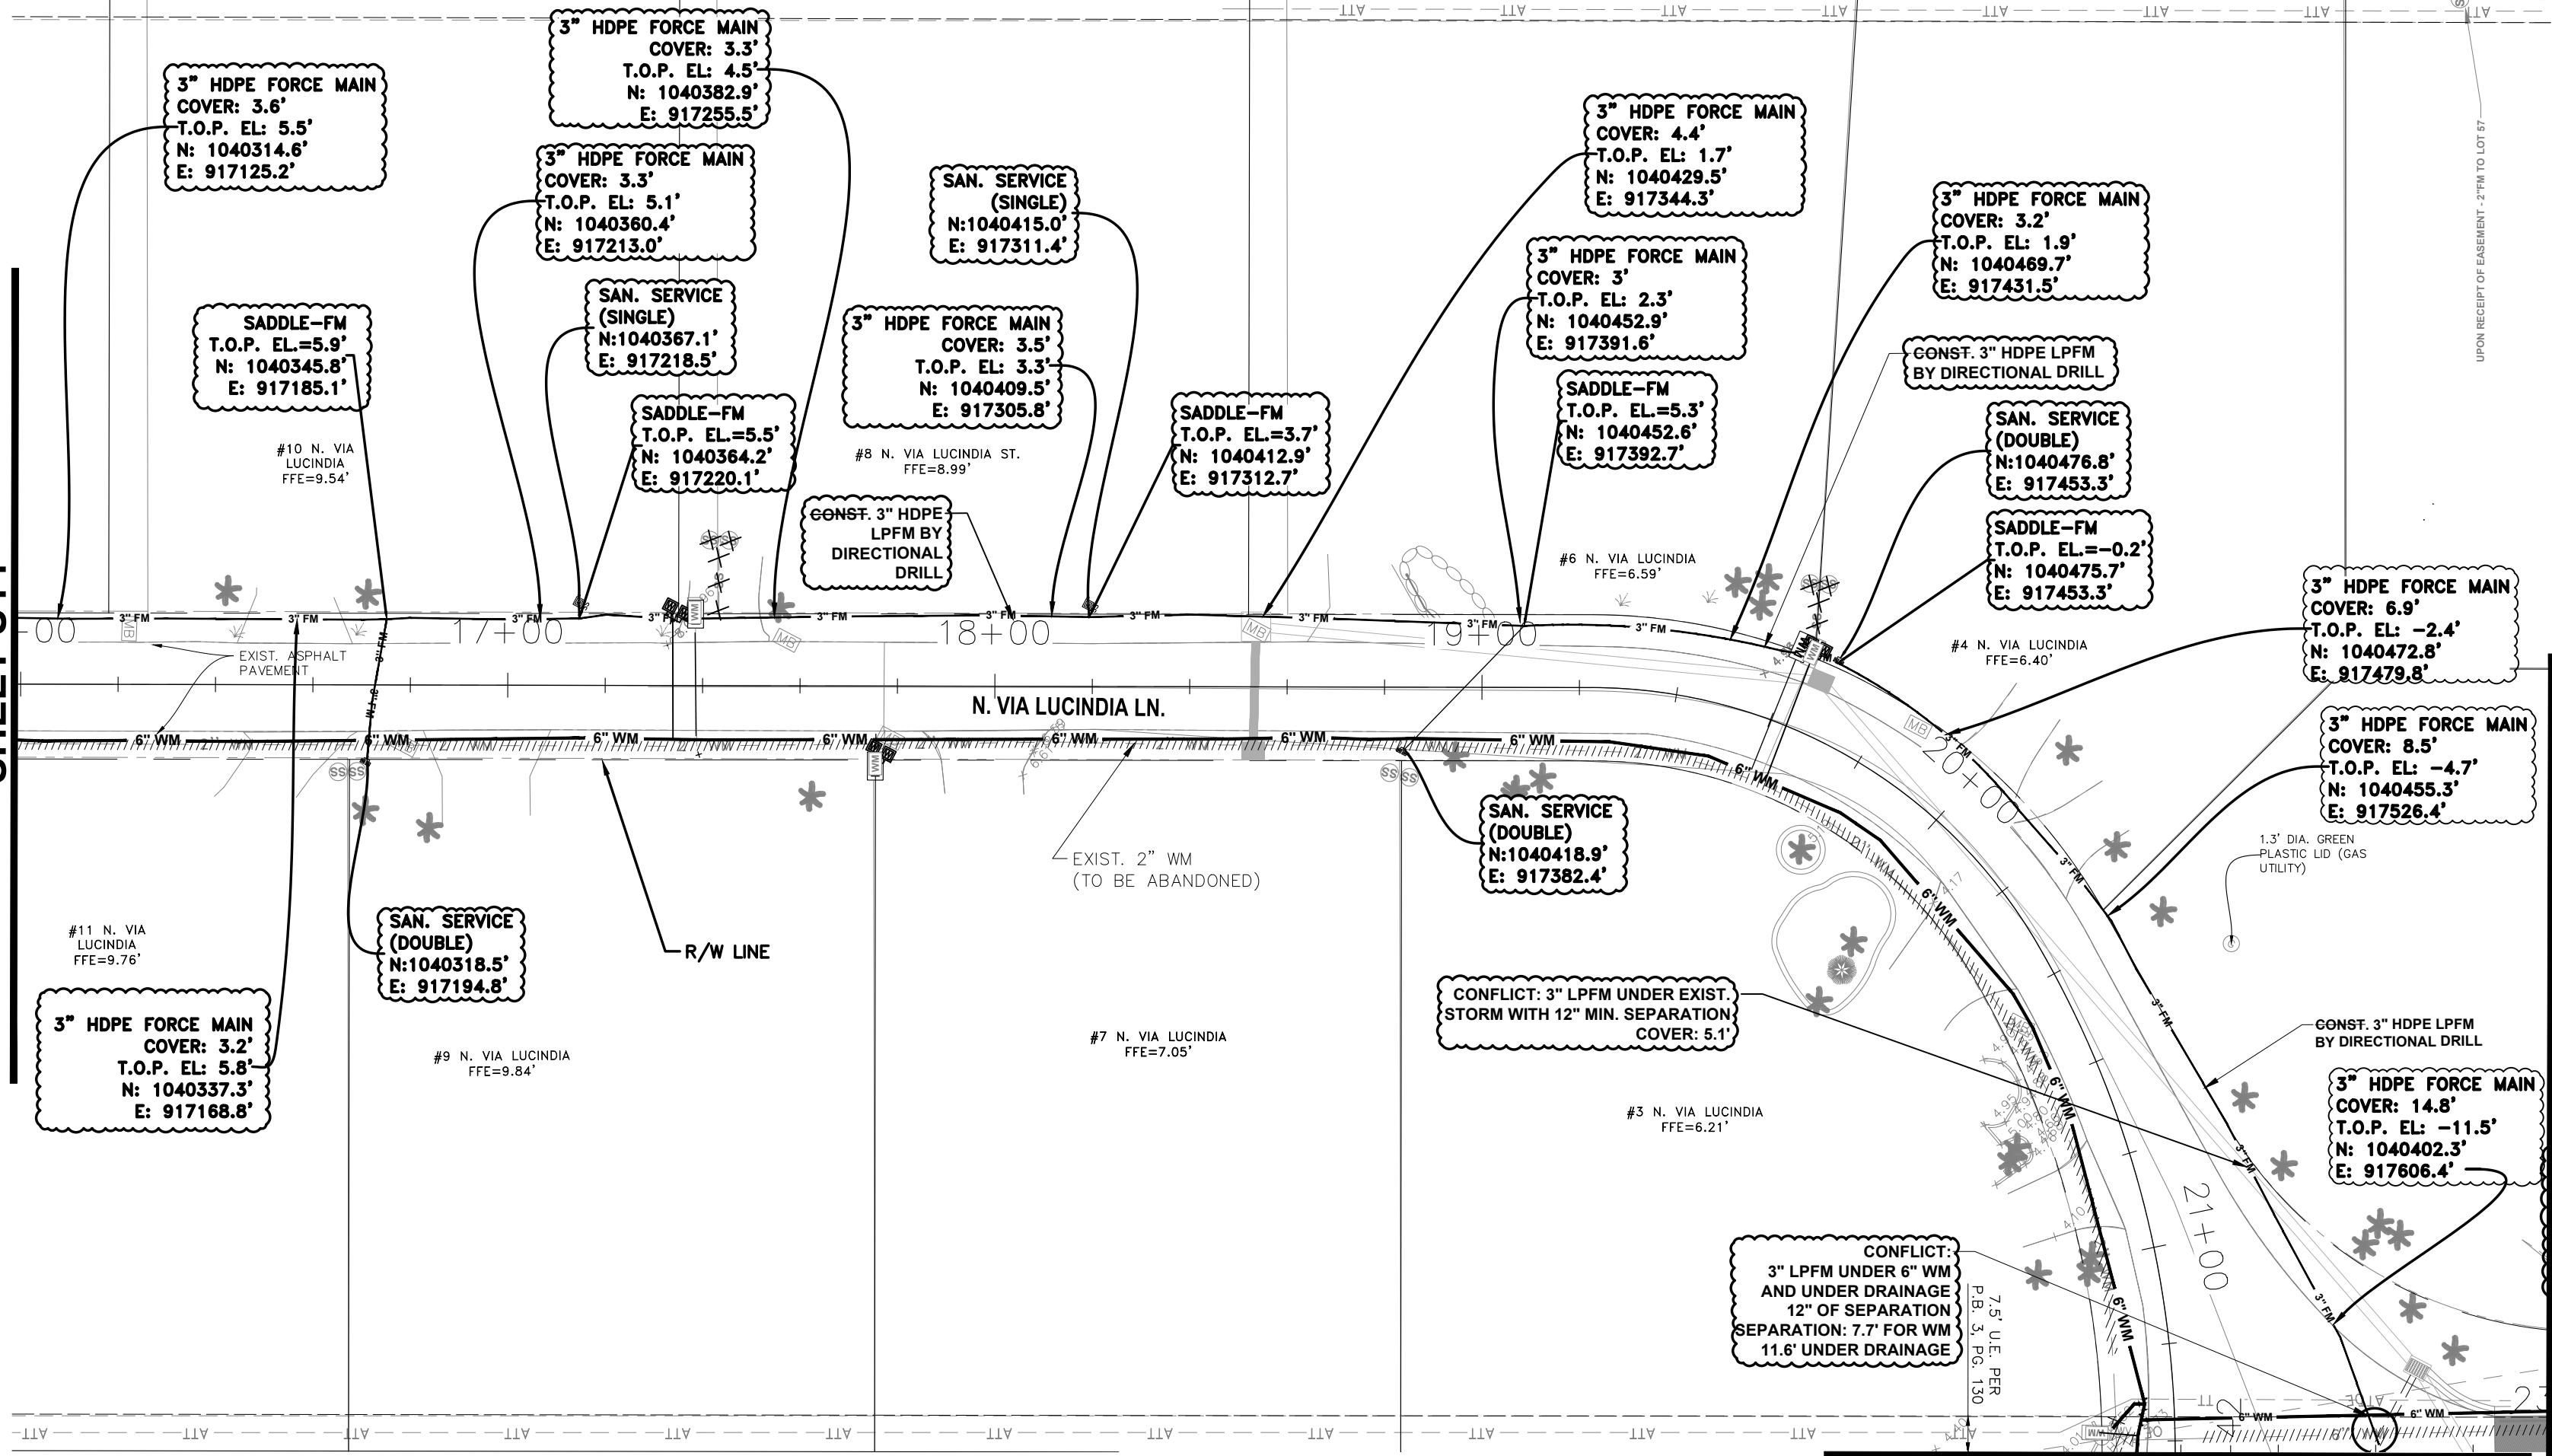 3" HDPE FORCE MAIN
COVER: 3.6'
T.O.P. EL: 5.5'
N: 1040314.6'
E: 917125.2'
3" HDPE FORCE MAIN
COVER: 3.3'
T.O.P. EL: 4.5'
N: 1040382.9'
E: 917255.5'
3" HDPE FORCE MAIN
COVER: 3.3'
T.O.P. EL: 5.1'
N: 1040360.4'
E: 917213.0'
SAN. SERVICE
(SINGLE)
N:1040367.1'
E: 917218.5'
SADDLE-FM
T.O.P. EL.=5.9'
N: 1040345.8'
E: 917185.1'
SADDLE-FM
T.O.P. EL.=5.5'
N: 1040364.2'
E: 917220.1'
SAN. SERVICE
(SINGLE)
N:1040415.0'
E: 917311.4'
3" HDPE FORCE MAIN
COVER: 3.5'
T.O.P. EL: 3.3'
N: 1040409.5'
E: 917305.8'
SADDLE-FM
T.O.P. EL.=3.7'
N: 1040412.9'
E: 917312.7'
3" HDPE FORCE MAIN
COVER: 4.4'
T.O.P. EL: 1.7'
N: 1040429.5'
E: 917344.3'
3" HDPE FORCE MAIN
COVER: 3'
T.O.P. EL: 2.3'
N: 1040452.9'
E: 917391.6'
SADDLE-FM
T.O.P. EL.=5.3'
N: 1040452.6'
E: 917392.7'
3" HDPE FORCE MAIN
COVER: 3.2'
T.O.P. EL: 1.9'
N: 1040469.7'
E: 917431.5'
CONST. 3" HDPE LPFM
BY DIRECTIONAL DRILL
SAN. SERVICE
(DOUBLE)
N:1040476.8'
E: 917453.3'
SADDLE-FM
T.O.P. EL.=-0.2'
N: 1040475.7'
E: 917453.3'
3" HDPE FORCE MAIN
COVER: 6.9'
T.O.P. EL: -2.4'
N: 1040472.8'
E: 917479.8'
3" HDPE FORCE MAIN
COVER: 8.5'
T.O.P. EL: -4.7'
N: 1040455.3'
E: 917526.4'
UPON RECEIPT OF EASEMENT - 2"FM TO LOT 57
#10 N. VIA
LUCINDIA
FFE=9.54'
#8 N. VIA LUCINDIA ST.
FFE=8.99'
CONST. 3" HDPE
LPFM BY
DIRECTIONAL
DRILL
#6 N. VIA LUCINDIA
FFE=6.59'
#4 N. VIA LUCINDIA
FFE=6.40'
17+00
18+00
19+00
20+00
21+00
EXIST. ASPHALT
PAVEMENT
N. VIA LUCINDIA LN.
3" FM
6" WM
EXIST. 2" WM
(TO BE ABANDONED)
R/W LINE
SAN. SERVICE
(DOUBLE)
N:1040418.9'
E: 917382.4'
1.3' DIA. GREEN
PLASTIC LID (GAS
UTILITY)
#11 N. VIA
LUCINDIA
FFE=9.76'
SAN. SERVICE
(DOUBLE)
N:1040318.5'
E: 917194.8'
3" HDPE FORCE MAIN
COVER: 3.2'
T.O.P. EL: 5.8'
N: 1040337.3'
E: 917168.8'
#9 N. VIA LUCINDIA
FFE=9.84'
#7 N. VIA LUCINDIA
FFE=7.05'
CONFLICT: 3" LPFM UNDER EXIST.
STORM WITH 12" MIN. SEPARATION
COVER: 5.1'
#3 N. VIA LUCINDIA
FFE=6.21'
CONST. 3" HDPE LPFM
BY DIRECTIONAL DRILL
3" HDPE FORCE MAIN
COVER: 14.8'
T.O.P. EL: -11.5'
N: 1040402.3'
E: 917606.4'
CONFLICT:
3" LPFM UNDER 6" WM
AND UNDER DRAINAGE
12" OF SEPARATION
SEPARATION: 7.7' FOR WM
11.6' UNDER DRAINAGE
7.5' U.E. PER
P.B. 3, PG. 130